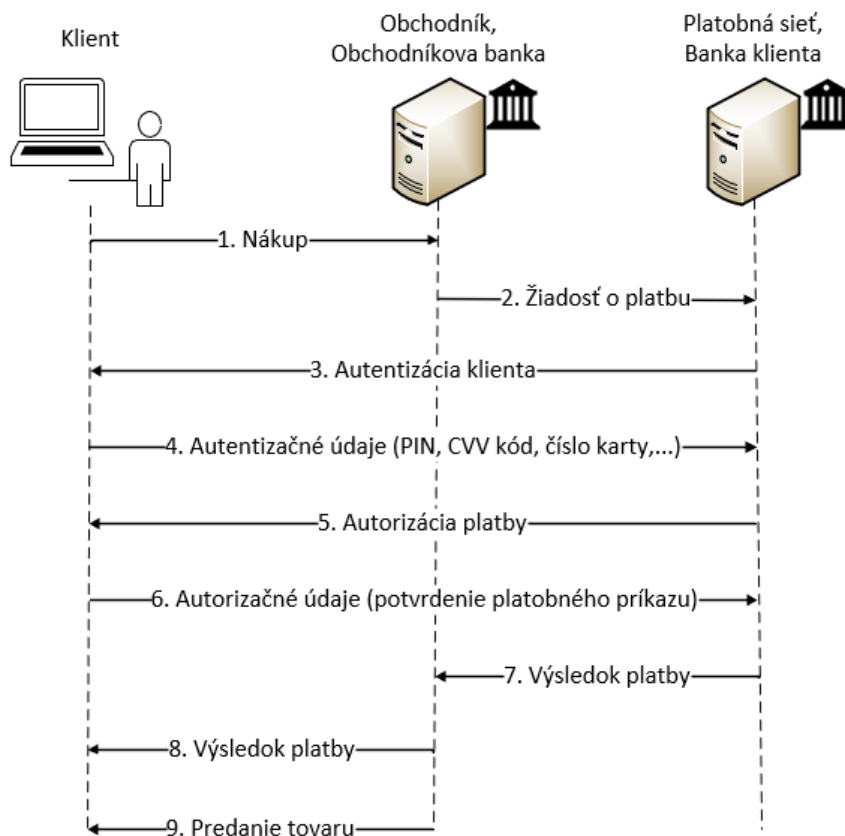 Klient
Obchodník,
Obchodníkova banka
Platobná sieť,
Banka klienta
1. Nákup
2. Žiadosť o platbu
3. Autentizácia klienta
4. Autentizačné údaje (PIN, CVV kód, číslo karty,...)
5. Autorizácia platby
6. Autorizačné údaje (potvrdenie platobného príkazu)
7. Výsledok platby
8. Výsledok platby
9. Predanie tovaru